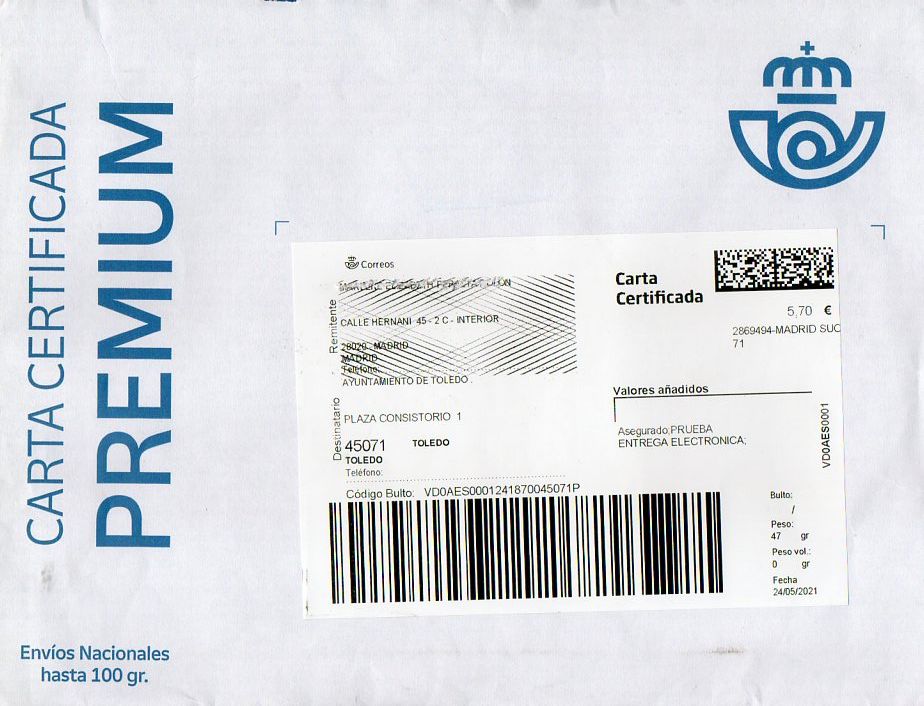 CARTA CERTIFICADA
PREMIUM
Envíos Nacionales
hasta 100 gr.
Correos
Remitente
CALLE HERNANI 45 - 2 C - INTERIOR
28020 MADRID
MADRID
Teléfono:
Destinatario
AYUNTAMIENTO DE TOLEDO .
PLAZA CONSISTORIO 1
45071 TOLEDO
TOLEDO
Teléfono:
Código Bulto: VD0AES0001241870045071P
Carta
Certificada
5,70 €
2869494-MADRID SUC
71
Valores añadidos
Asegurado;PRUEBA
ENTREGA ELECTRONICA;
VD0AES0001
Bulto:
/
Peso:
47 gr
Peso vol.:
0 gr
Fecha
24/05/2021